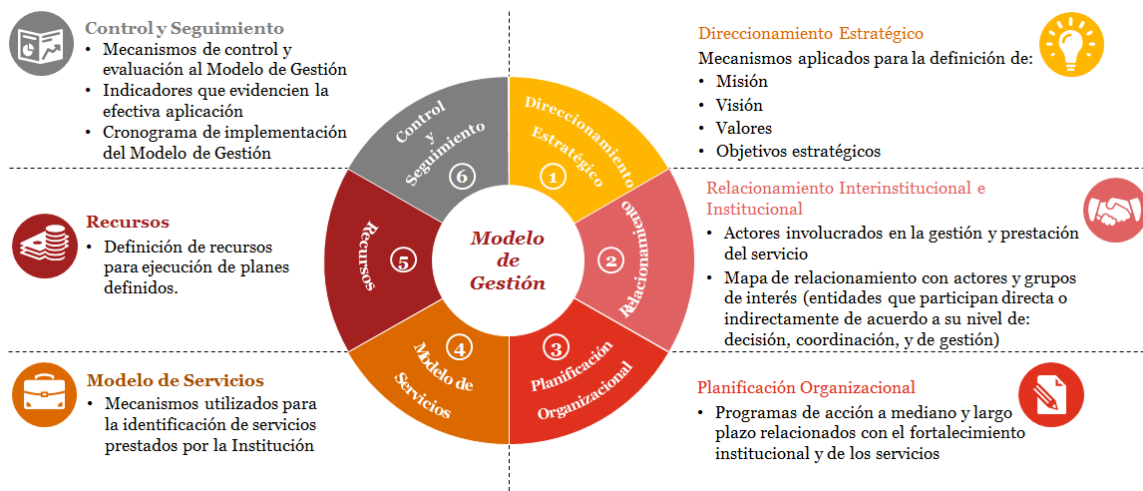 Control y Seguimiento
• Mecanismos de control y
evaluación al Modelo de Gestión
• Indicadores que evidencien la
efectiva aplicación
• Cronograma de implementación
del Modelo de Gestión
Recursos
• Definición de recursos
para ejecución de planes
definidos.
Modelo de Servicios
• Mecanismos utilizados para
la identificación de servicios
prestados por la Institución
Control
y
Seguimiento
6
Direccionamiento
Estratégico
1
Relacionamiento
2
Planificación
Organizacional
3
Modelo de
Servicios
4
Recursos
5
Modelo
de
Gestión
Direccionamiento Estratégico
Mecanismos aplicados para la definición de:
• Misión
• Visión
• Valores
• Objetivos estratégicos
Relacionamiento Interinstitucional e
Institucional
• Actores involucrados en la gestión y prestación
del servicio
• Mapa de relacionamiento con actores y grupos
de interés (entidades que participan directa o
indirectamente de acuerdo a su nivel de:
decisión, coordinación, y de gestión)
Planificación Organizacional
• Programas de acción a mediano y largo
plazo relacionados con el fortalecimiento
institucional y de los servicios